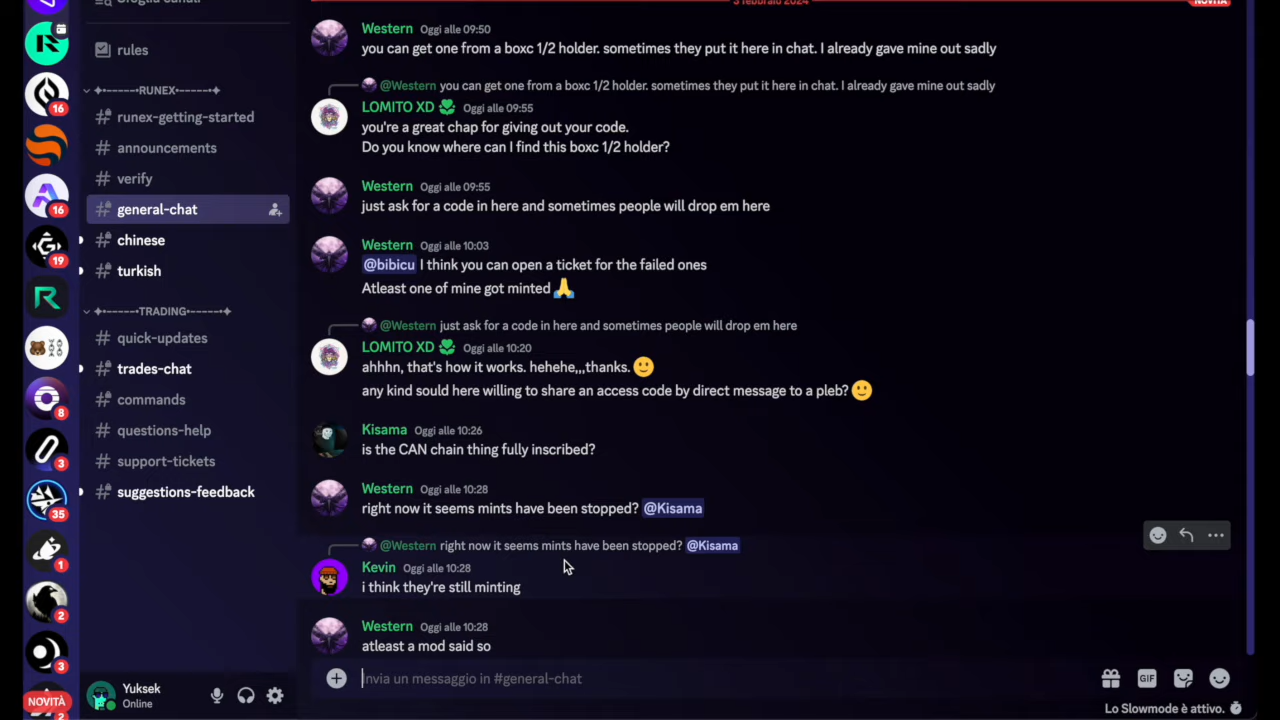 3 febbraio 2024
NOVITÀ
Sfoglia canali
rules
RUNEX
runex-getting-started
announcements
verify
general-chat
chinese
turkish
TRADING
quick-updates
trades-chat
commands
questions-help
support-tickets
suggestions-feedback
16
16
19
8
3
35
1
2
3
NOVITÀ
2
Yuksek
Online
Western Oggi alle 09:50
you can get one from a boxc 1/2 holder. sometimes they put it here in chat. I already gave mine out sadly
@Western you can get one from a boxc 1/2 holder. sometimes they put it here in chat. I already gave mine out sadly
LOMITO XD Oggi alle 09:55
you're a great chap for giving out your code.
Do you know where can I find this boxc 1/2 holder?
Western Oggi alle 09:55
just ask for a code in here and sometimes people will drop em here
Western Oggi alle 10:03
@bibicu I think you can open a ticket for the failed ones
Atleast one of mine got minted 🙏
@Western just ask for a code in here and sometimes people will drop em here
LOMITO XD Oggi alle 10:20
ahhhn, that's how it works. hehehe,,,thanks. 🙂
any kind sould here willing to share an access code by direct message to a pleb? 🙂
Kisama Oggi alle 10:26
is the CAN chain thing fully inscribed?
Western Oggi alle 10:28
right now it seems mints have been stopped? @Kisama
@Western right now it seems mints have been stopped? @Kisama
Kevin Oggi alle 10:28
i think they're still minting
Western Oggi alle 10:28
atleast a mod said so
Invia un messaggio in #general-chat
GIF
Lo Slowmode è attivo.